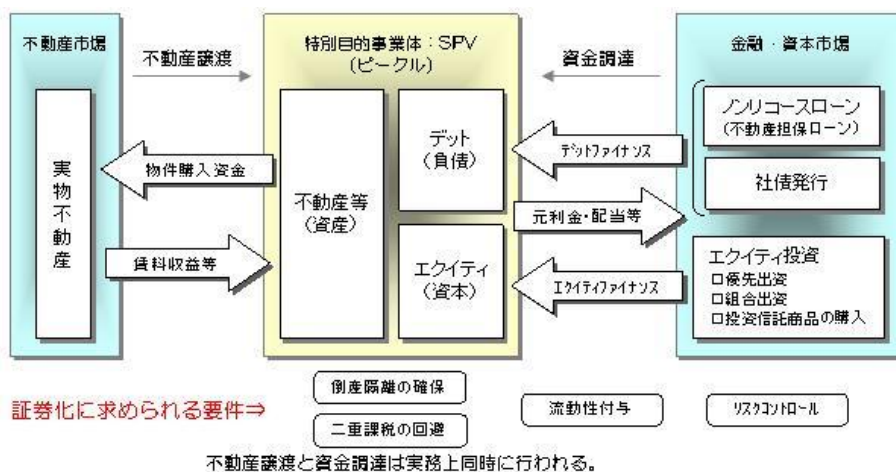 不動産市場
不動産譲渡
特別目的事業体：SPV
(ビークル)
資金調達
金融・資本市場
実物不動産
物件購入資金
賃料収益等
不動産等
(資産)
デット
(負債)
エクイティ
(資本)
デットファイナンス
元利金・配当等
エクイティファイナンス
ノンリコースローン
(不動産担保ローン)
社債発行
エクイティ投資
□優先出資
□組合出資
□投資信託商品の購入
証券化に求められる要件⇒
倒産隔離の確保
二重課税の回避
流動性付与
リスクコントロール
不動産譲渡と資金調達は実務上同時に行われる。